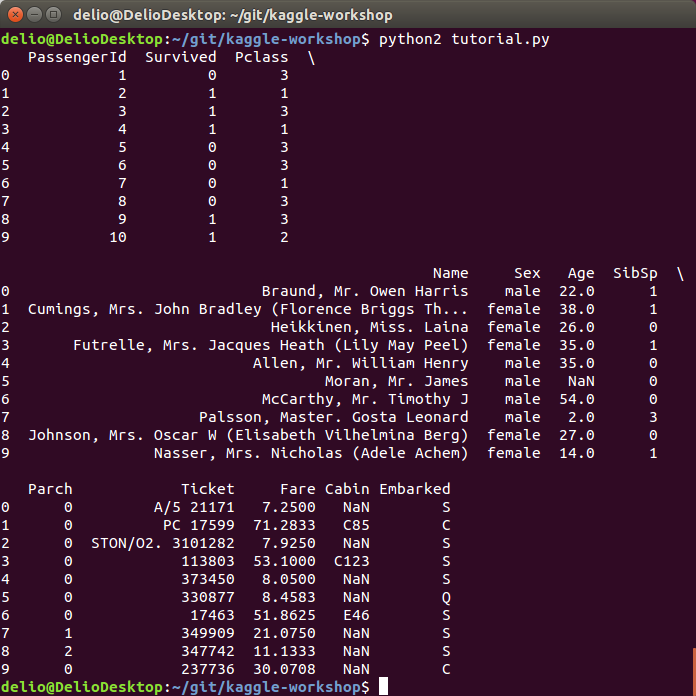 delio@DelioDesktop: ~/git/kaggle-workshop
delio@DelioDesktop:~/git/kaggle-workshop$ python2 tutorial.py
   PassengerId  Survived  Pclass  \
0            1         0       3
1            2         1       1
2            3         1       3
3            4         1       1
4            5         0       3
5            6         0       3
6            7         0       1
7            8         0       3
8            9         1       3
9           10         1       2

                                                Name     Sex   Age  SibSp  \
0                            Braund, Mr. Owen Harris    male  22.0      1
1  Cumings, Mrs. John Bradley (Florence Briggs Th...  female  38.0      1
2                             Heikkinen, Miss. Laina  female  26.0      0
3       Futrelle, Mrs. Jacques Heath (Lily May Peel)  female  35.0      1
4                           Allen, Mr. William Henry    male  35.0      0
5                                   Moran, Mr. James    male   NaN      0
6                            McCarthy, Mr. Timothy J    male  54.0      0
7                     Palsson, Master. Gosta Leonard    male   2.0      3
8  Johnson, Mrs. Oscar W (Elisabeth Vilhelmina Berg)  female  27.0      0
9                Nasser, Mrs. Nicholas (Adele Achem)  female  14.0      1

   Parch            Ticket     Fare Cabin Embarked
0      0         A/5 21171   7.2500   NaN        S
1      0          PC 17599  71.2833   C85        C
2      0  STON/O2. 3101282   7.9250   NaN        S
3      0            113803  53.1000  C123        S
4      0            373450   8.0500   NaN        S
5      0            330877   8.4583   NaN        Q
6      0             17463  51.8625   E46        S
7      1            349909  21.0750   NaN        S
8      2            347742  11.1333   NaN        S
9      0            237736  30.0708   NaN        C
delio@DelioDesktop:~/git/kaggle-workshop$